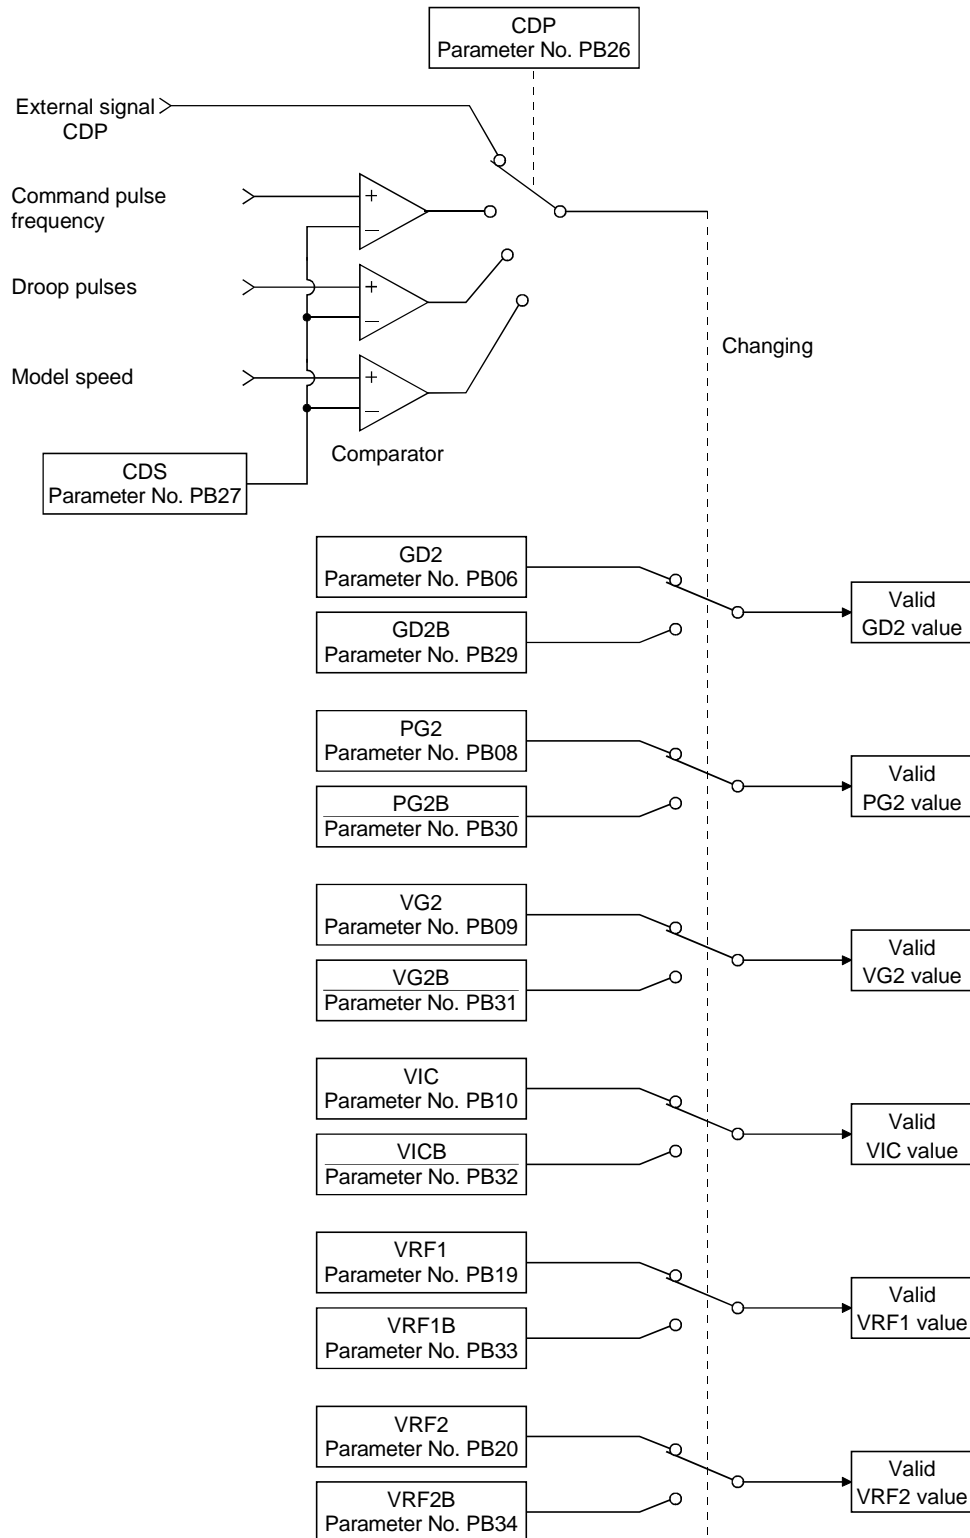 CDP
Parameter No. PB26
External signal
CDP
Command pulse
frequency
+
−
Droop pulses
+
−
Model speed
+
−
Changing
Comparator
CDS
Parameter No. PB27
GD2
Parameter No. PB06
Valid
GD2 value
GD2B
Parameter No. PB29
PG2
Parameter No. PB08
Valid
PG2 value
PG2B
Parameter No. PB30
VG2
Parameter No. PB09
Valid
VG2 value
VG2B
Parameter No. PB31
VIC
Parameter No. PB10
Valid
VIC value
VICB
Parameter No. PB32
VRF1
Parameter No. PB19
Valid
VRF1 value
VRF1B
Parameter No. PB33
VRF2
Parameter No. PB20
Valid
VRF2 value
VRF2B
Parameter No. PB34